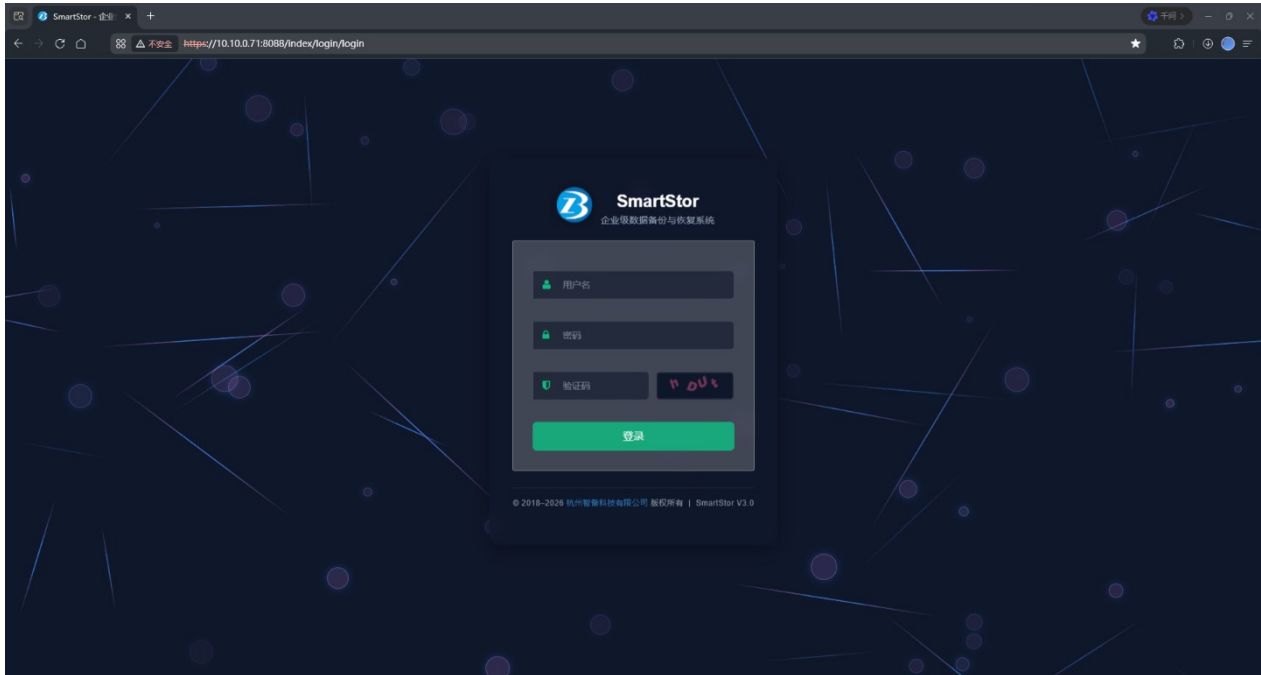 SmartStor - 企业
千问
不安全 https://10.10.0.71:8088/index/login/login
SmartStor
企业级数据备份与恢复系统
用户名
密码
验证码
登录
© 2018–2026 杭州智备科技有限公司 版权所有 | SmartStor V3.0